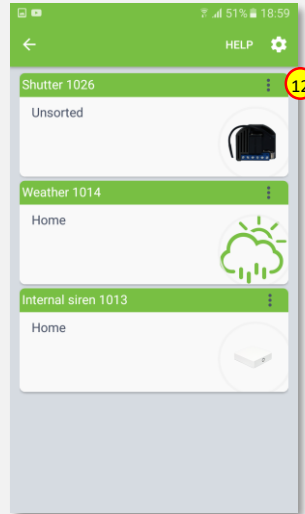 51% 18:59
HELP
Shutter 1026
12
Unsorted
Weather 1014
Home
Internal siren 1013
Home